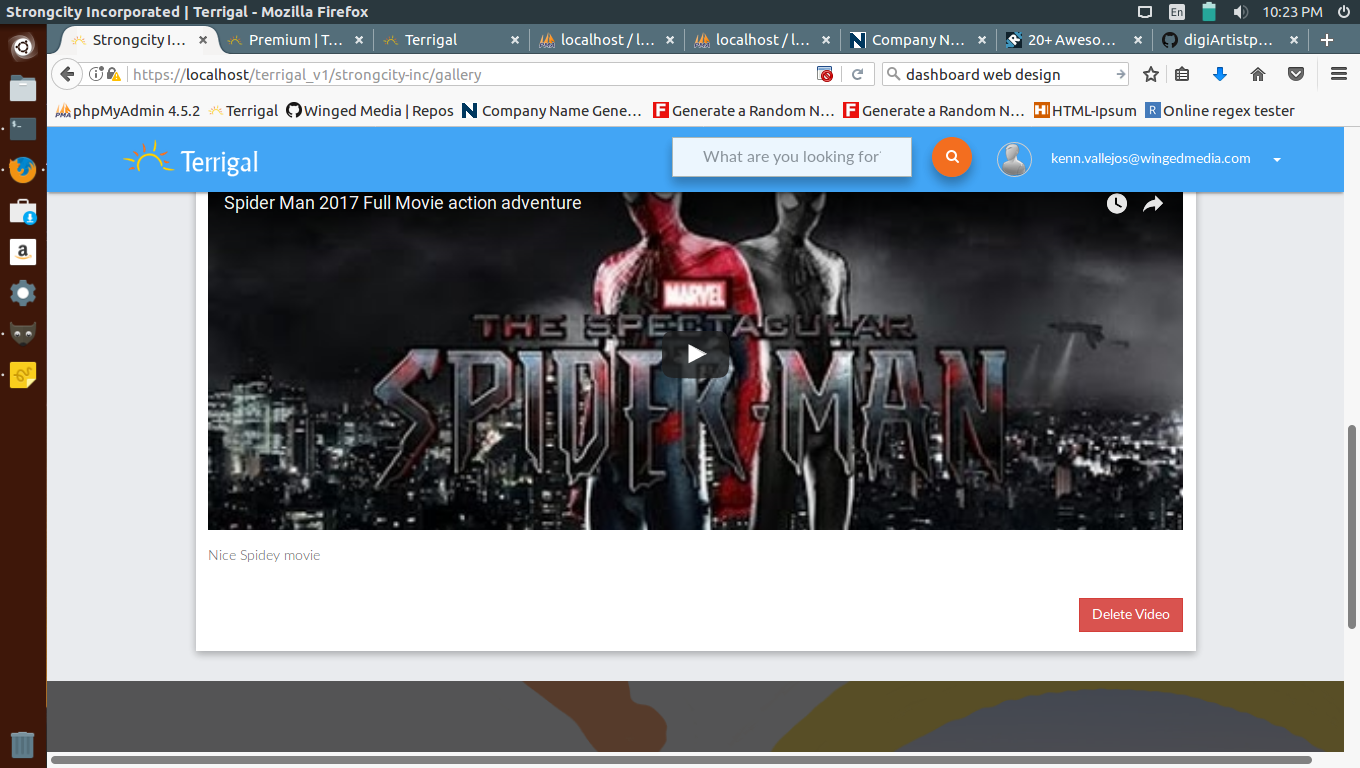 Strongcity Incorporated | Terrigal - Mozilla Firefox
En
10:23 PM
Strongcity I…
Premium | T…
Terrigal
localhost / l…
localhost / l…
Company N…
20+ Aweso…
digiArtistp…
https://localhost/terrigal_v1/strongcity-inc/gallery
dashboard web design
phpMyAdmin 4.5.2
Terrigal
Winged Media | Repos
Company Name Gene…
Generate a Random N…
Generate a Random N…
HTML-Ipsum
Online regex tester
Terrigal
What are you looking for?
kenn.vallejos@wingedmedia.com
Spider Man 2017 Full Movie action adventure
MARVEL
THE SPECTACULAR
SPIDER-MAN
Nice Spidey movie
Delete Video